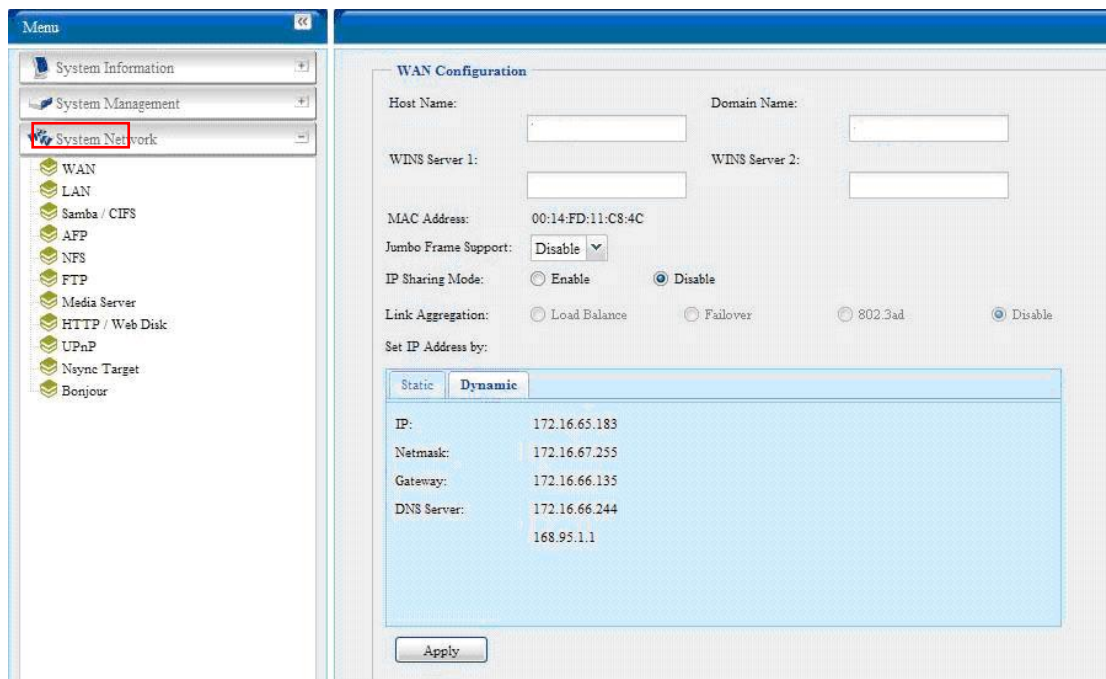 Menu
System Information
System Management
System Network
WAN
LAN
Samba / CIFS
AFP
NFS
FTP
Media Server
HTTP / Web Disk
UPnP
Nsync Target
Bonjour
WAN Configuration
Host Name: Domain Name:
WINS Server 1: WINS Server 2:
MAC Address: 00:14:FD:11:C8:4C
Jumbo Frame Support: Disable
IP Sharing Mode: Enable Disable
Link Aggregation: Load Balance Failover 802.3ad Disable
Set IP Address by:
Static Dynamic
IP: 172.16.65.183
Netmask: 172.16.67.255
Gateway: 172.16.66.135
DNS Server: 172.16.66.244
168.95.1.1
Apply